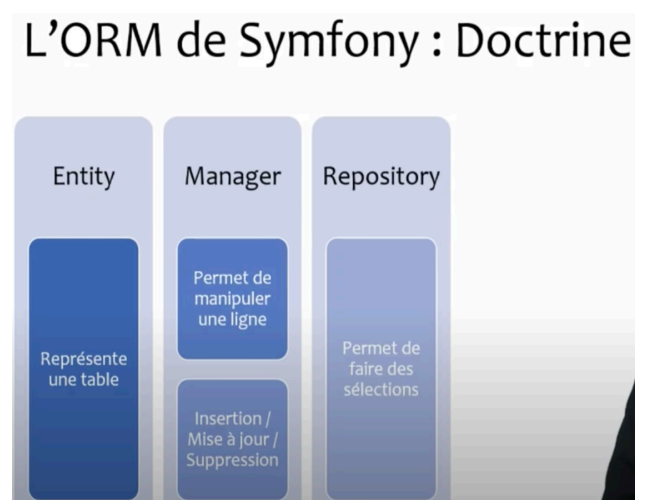 L'ORM de Symfony : Doctrine
Entity
Manager
Repository
Représente
une table
Permet de
manipuler
une ligne
Insertion /
Mise à jour /
Suppression
Permet de
faire des
sélections